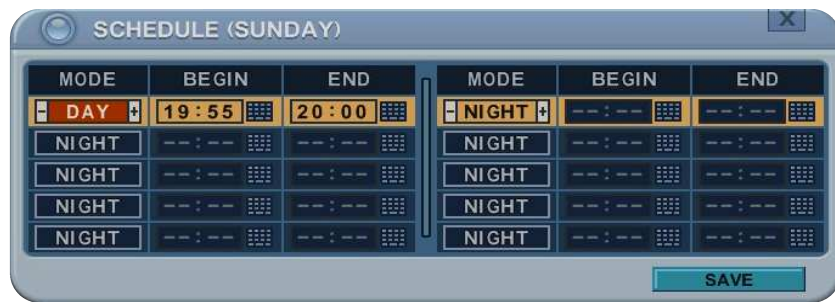 SCHEDULE (SUNDAY) X
MODE BEGIN END MODE BEGIN END
- DAY + 19:55 20:00 - NIGHT + --:-- --:--
NIGHT --:-- --:-- NIGHT --:-- --:--
NIGHT --:-- --:-- NIGHT --:-- --:--
NIGHT --:-- --:-- NIGHT --:-- --:--
NIGHT --:-- --:-- NIGHT --:-- --:--
SAVE